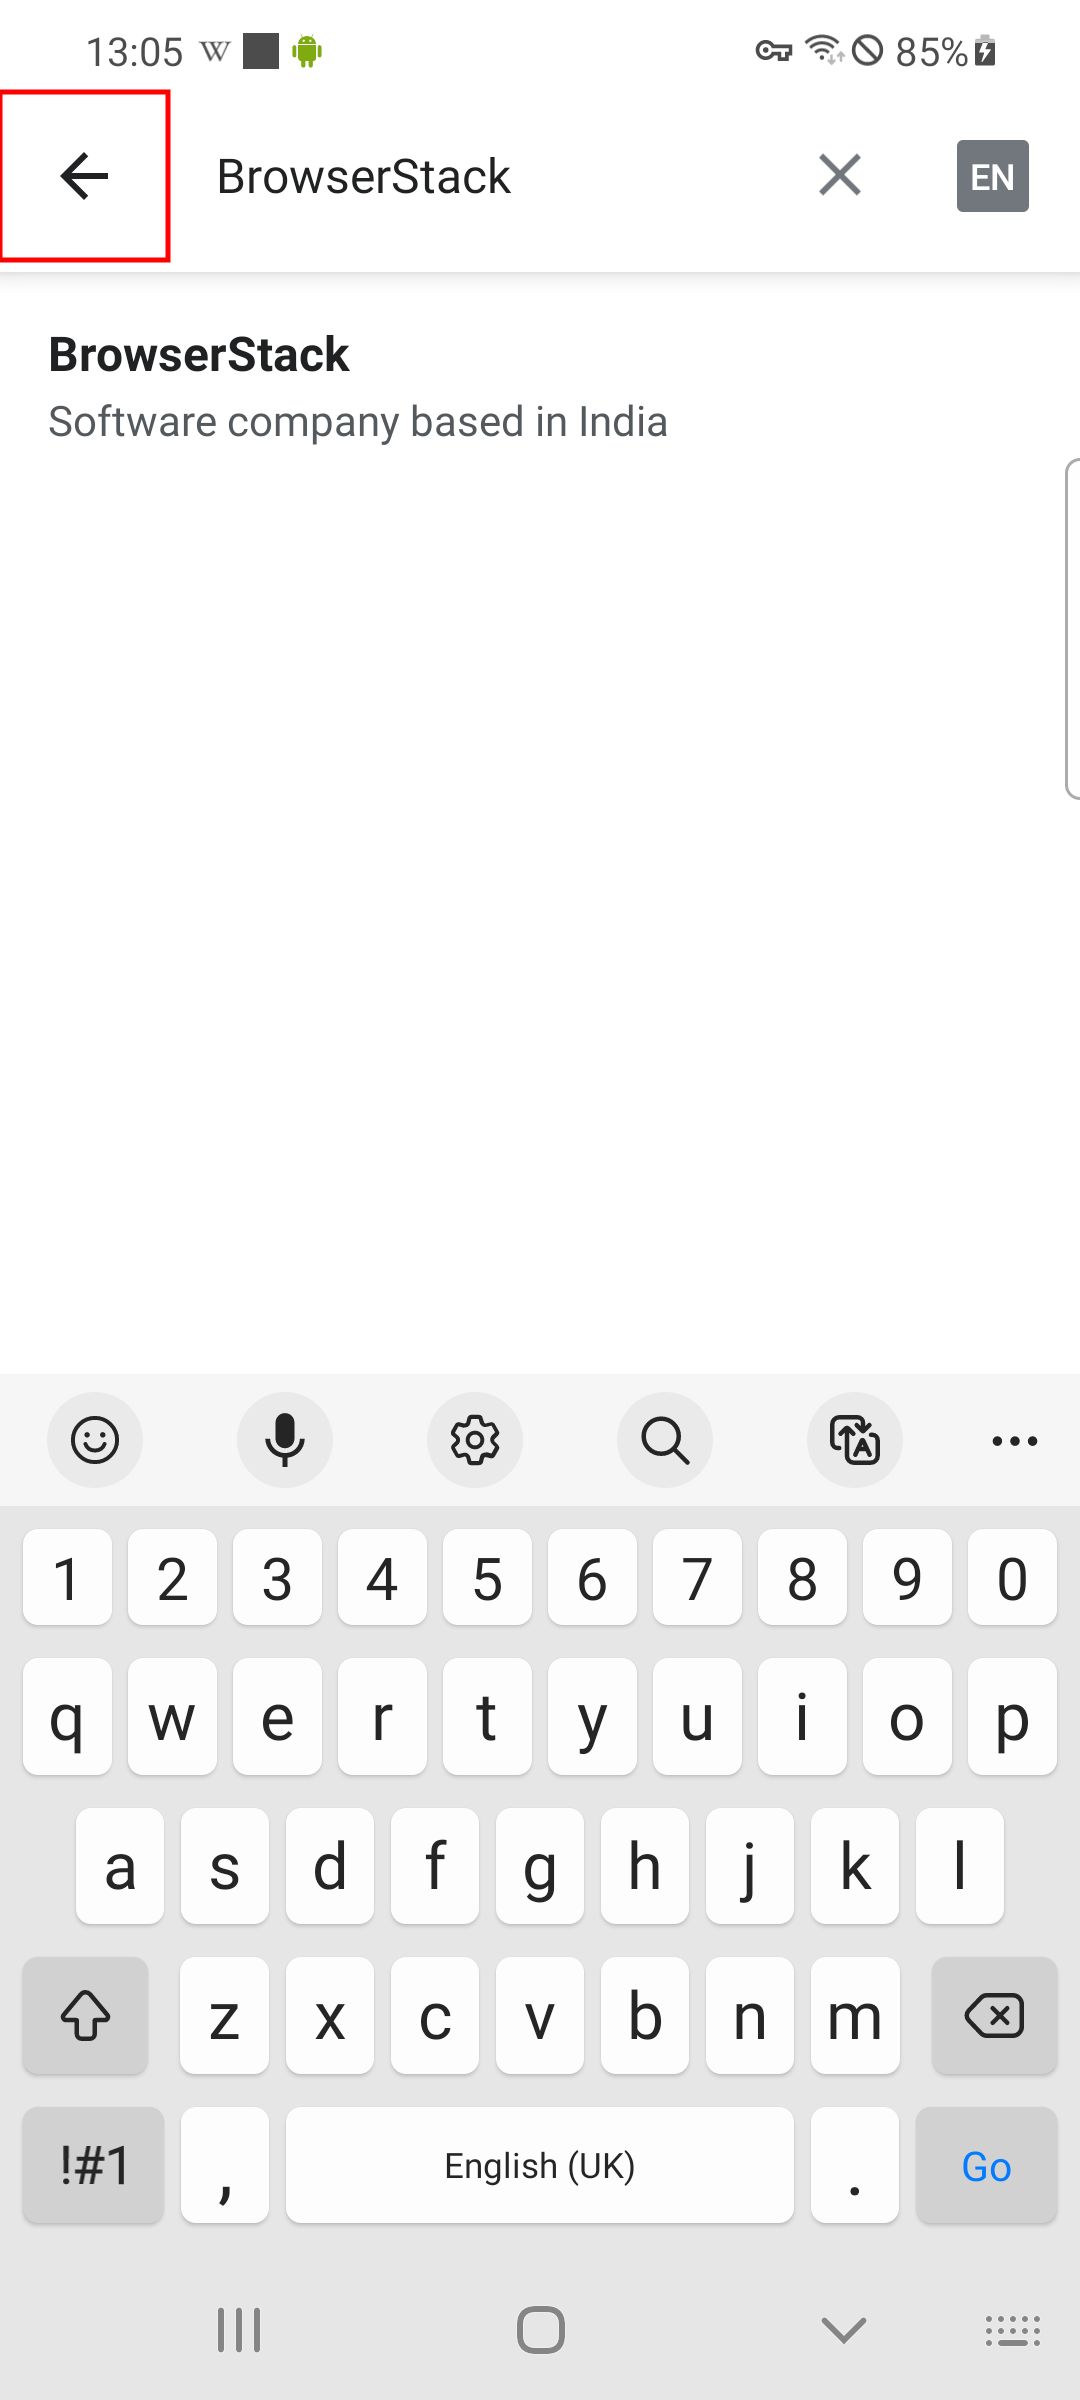 13:05 W 85%
BrowserStack EN
BrowserStack
Software company based in India
1 2 3 4 5 6 7 8 9 0
q w e r t y u i o p
a s d f g h j k l
z x c v b n m
!#1 , English (UK) . Go